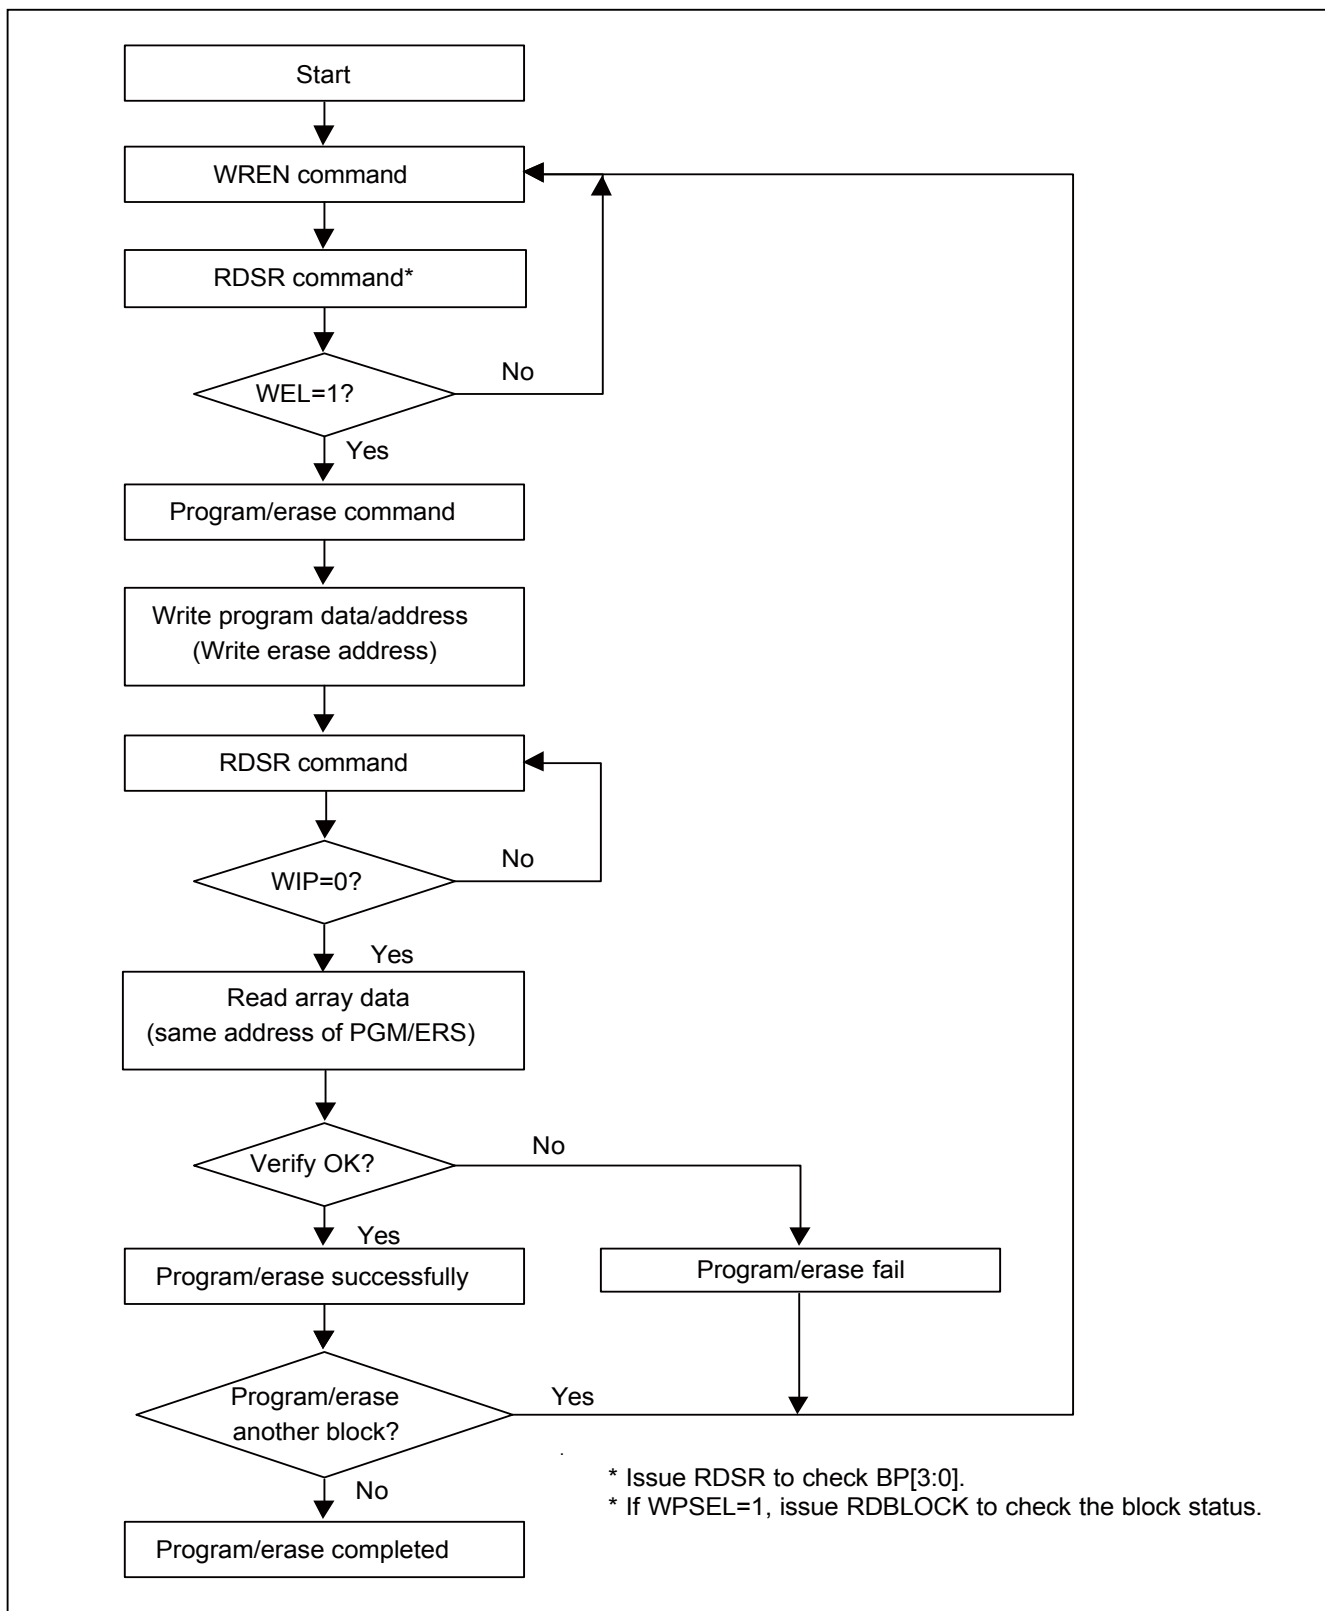 Start
WREN command
RDSR command*
WEL=1?
No
Yes
Program/erase command
Write program data/address
(Write erase address)
RDSR command
WIP=0?
No
Yes
Read array data
(same address of PGM/ERS)
Verify OK?
No
Yes
Program/erase successfully
Program/erase fail
Program/erase
another block?
Yes
No
* Issue RDSR to check BP[3:0].
* If WPSEL=1, issue RDBLOCK to check the block status.
Program/erase completed